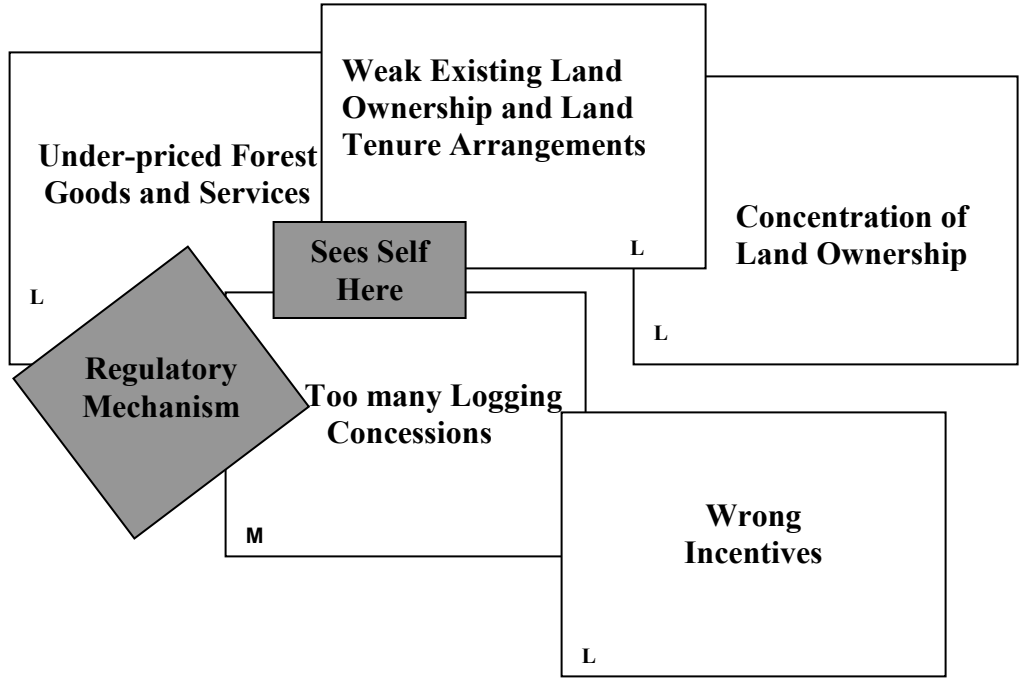 Weak Existing Land
Ownership and Land
Tenure Arrangements
L
Under-priced Forest
Goods and Services
L
Concentration of
Land Ownership
L
Sees Self
Here
Regulatory
Mechanism
Too many Logging
Concessions
M
Wrong
Incentives
L